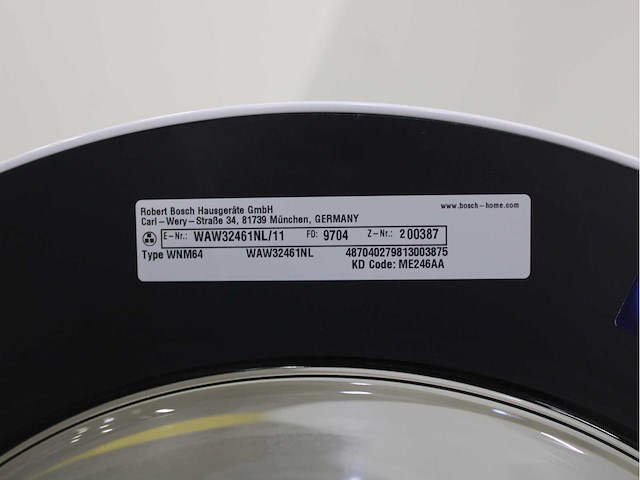 Robert Bosch Hausgeräte GmbH
www.bosch-home.com
Carl-Wery-Straße 34, 81739 München, GERMANY
E-Nr.: WAW32461NL/11 FD: 9704 Z-Nr.: 200387
Type WNM64 WAW32461NL 487040279813003875
KD Code: ME246AA